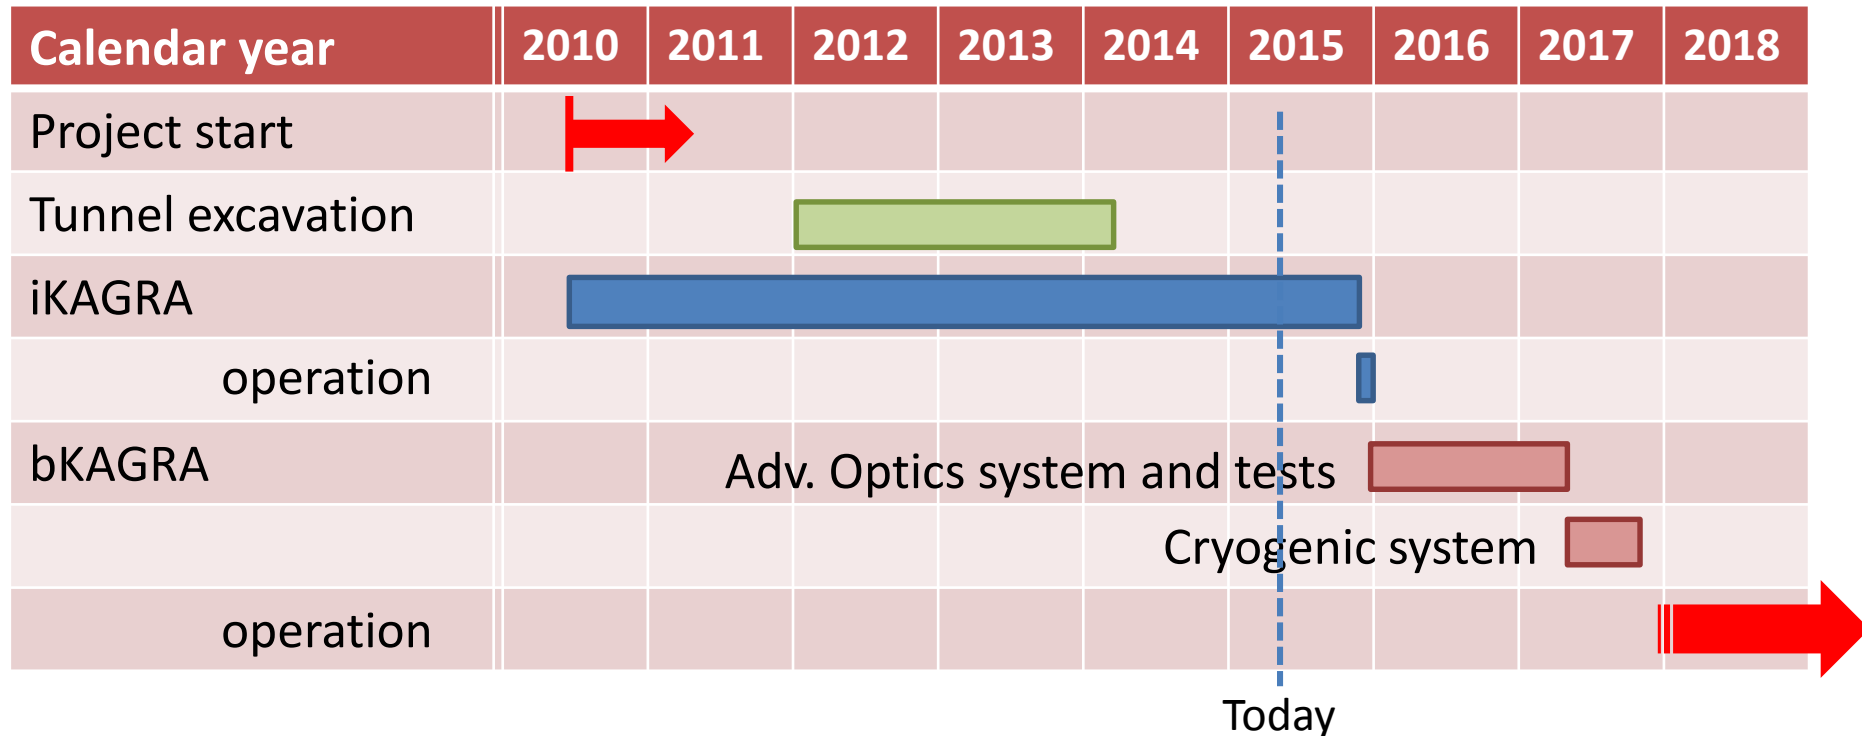 Calendar year 2010 2011 2012 2013 2014 2015 2016 2017 2018
Project start
Tunnel excavation
iKAGRA
operation
bKAGRA Adv. Optics system and tests
Cryogenic system
operation
Today